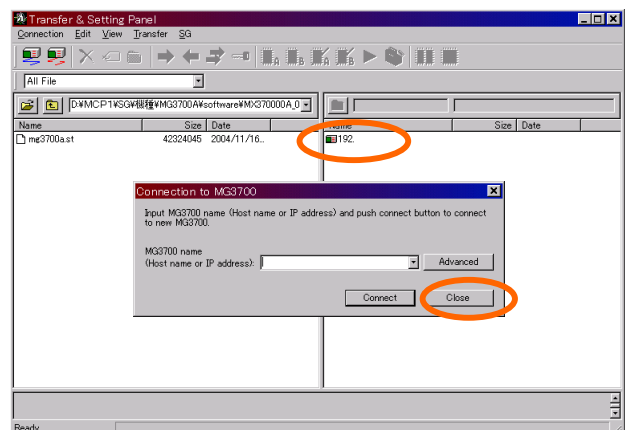 Transfer & Setting Panel
Connection Edit View Transfer SG
A B A B
All File
D:¥MCP1¥SG¥機種¥MG3700A¥software¥MX370000A_0
Name Size Date
Name Size Date
mg3700a.st 42324045 2004/11/16..
192.
Connection to MG3700
Input MG3700 name (Host name or IP address) and push connect button to connect
to new MG3700.
MG3700 name
(Host name or IP address):
Advanced
Connect Close
Ready